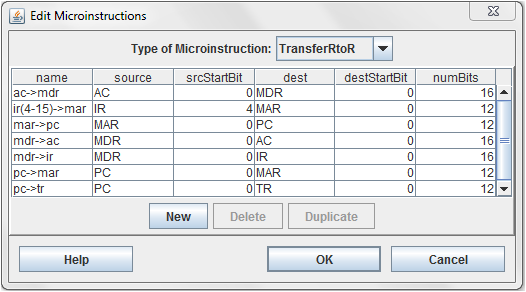 Edit Microinstructions
Type of Microinstruction: TransferRtoR
name source srcStartBit dest destStartBit numBits
ac->mdr AC 0 MDR 0 16
ir(4-15)->mar IR 4 MAR 0 12
mar->pc MAR 0 PC 0 12
mdr->ac MDR 0 AC 0 16
mdr->ir MDR 0 IR 0 16
pc->mar PC 0 MAR 0 12
pc->tr PC 0 TR 0 12
New Delete Duplicate
Help OK Cancel